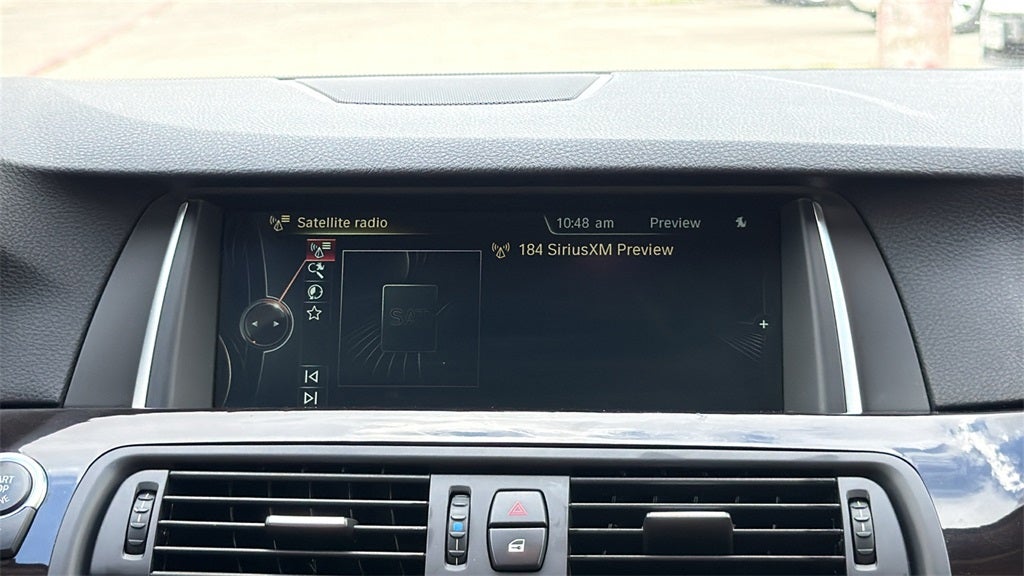 Satellite radio
10:48 am
Preview
184 SiriusXM Preview
SAT